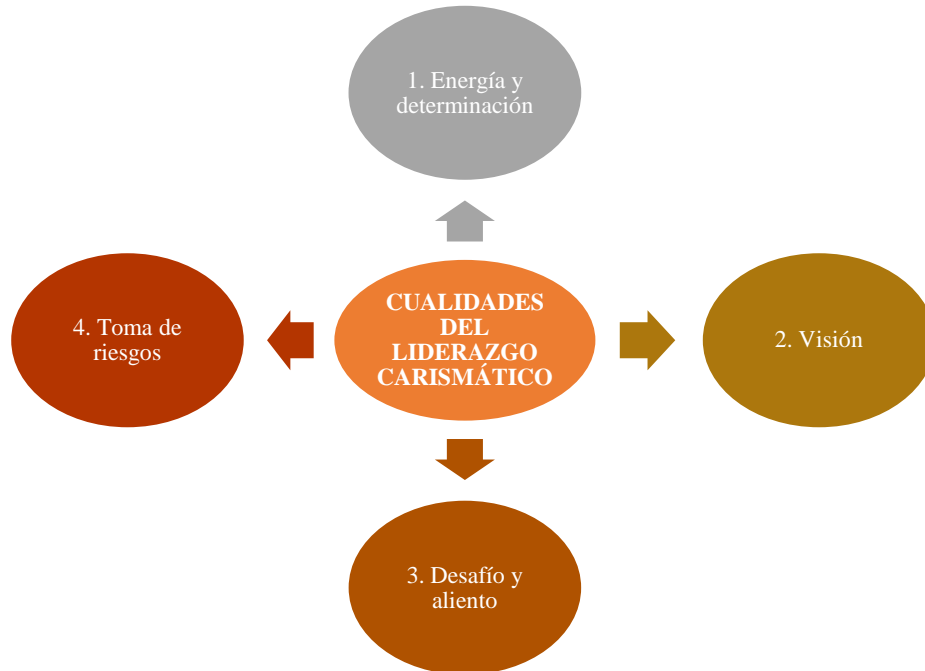 1. Energía y
determinación
CUALIDADES
DEL
LIDERAZGO
CARISMÁTICO
4. Toma de
riesgos
2. Visión
3. Desafío y
aliento